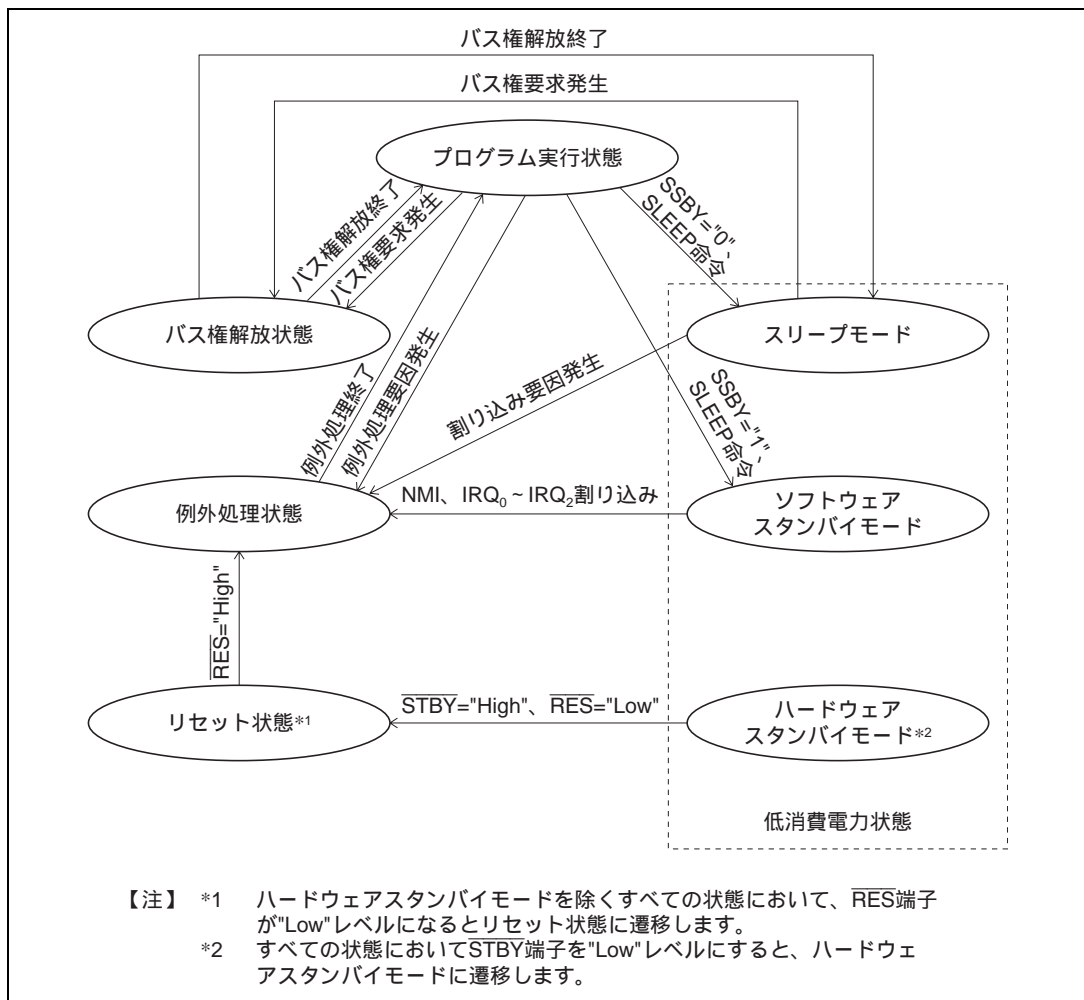 バス権解放終了
バス権要求発生
プログラム実行状態
バス権解放終了
バス権要求発生
SSBY="0"、
SLEEP命令
バス権解放状態
スリープモード
例外処理終了
例外処理要因発生
割り込み要因発生
SSBY="1"、
SLEEP命令
NMI、IRQ0 ~ IRQ2割り込み
例外処理状態
ソフトウェア
スタンバイモード
RES="High"
STBY="High"、RES="Low"
リセット状態*1
ハードウェア
スタンバイモード*2
低消費電力状態
【注】 *1 ハードウェアスタンバイモードを除くすべての状態において、RES端子
が"Low"レベルになるとリセット状態に遷移します。
*2 すべての状態においてSTBY端子を"Low"レベルにすると、ハードウェ
アスタンバイモードに遷移します。